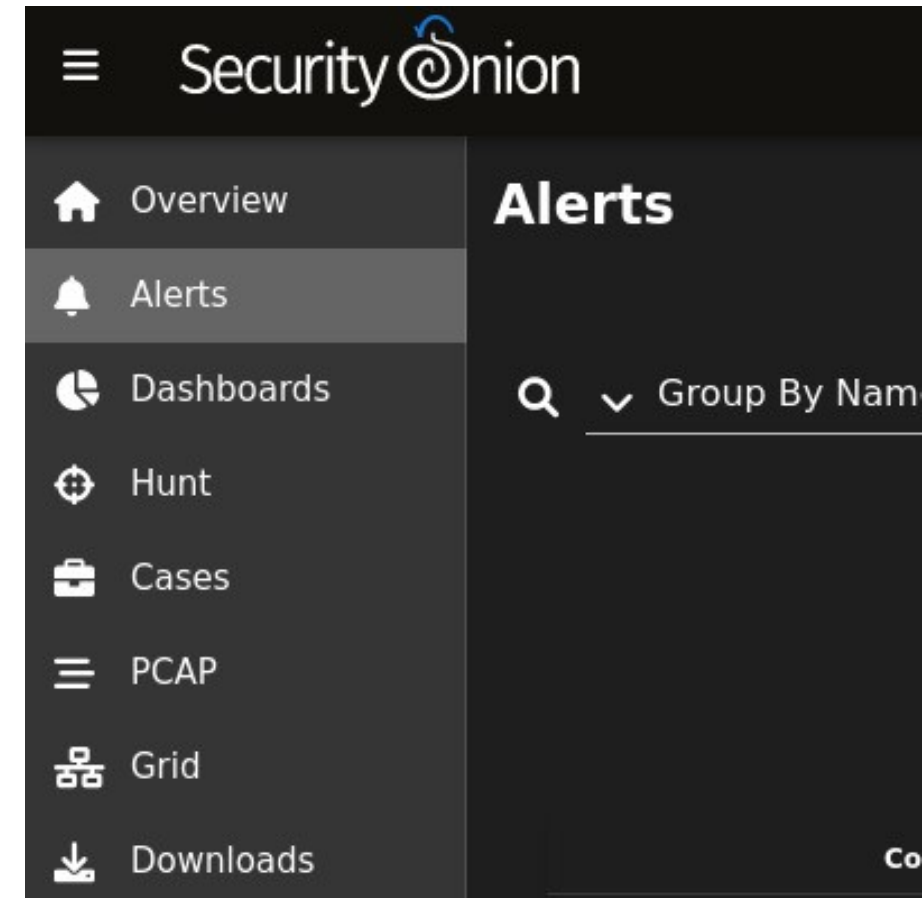 Security Onion
Overview
Alerts
Dashboards
Hunt
Cases
PCAP
Grid
Downloads
Alerts
Group By Nam
Co